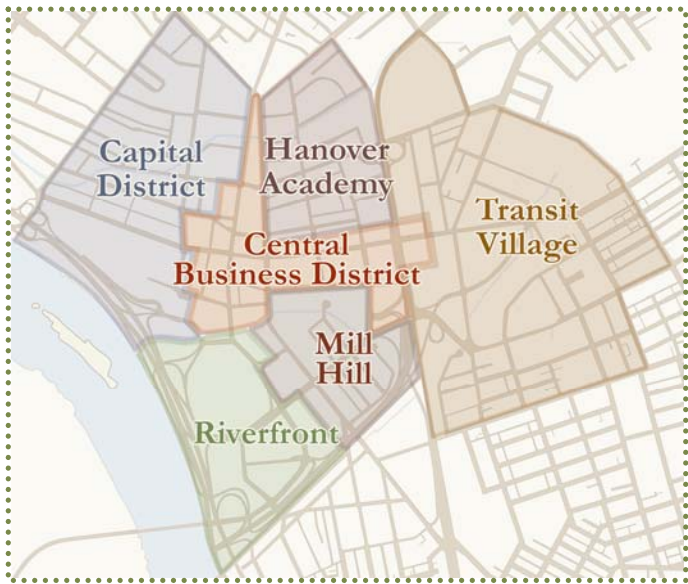 Capital
District
Hanover
Academy
Transit
Village
Central
Business District
Mill
Hill
Riverfront